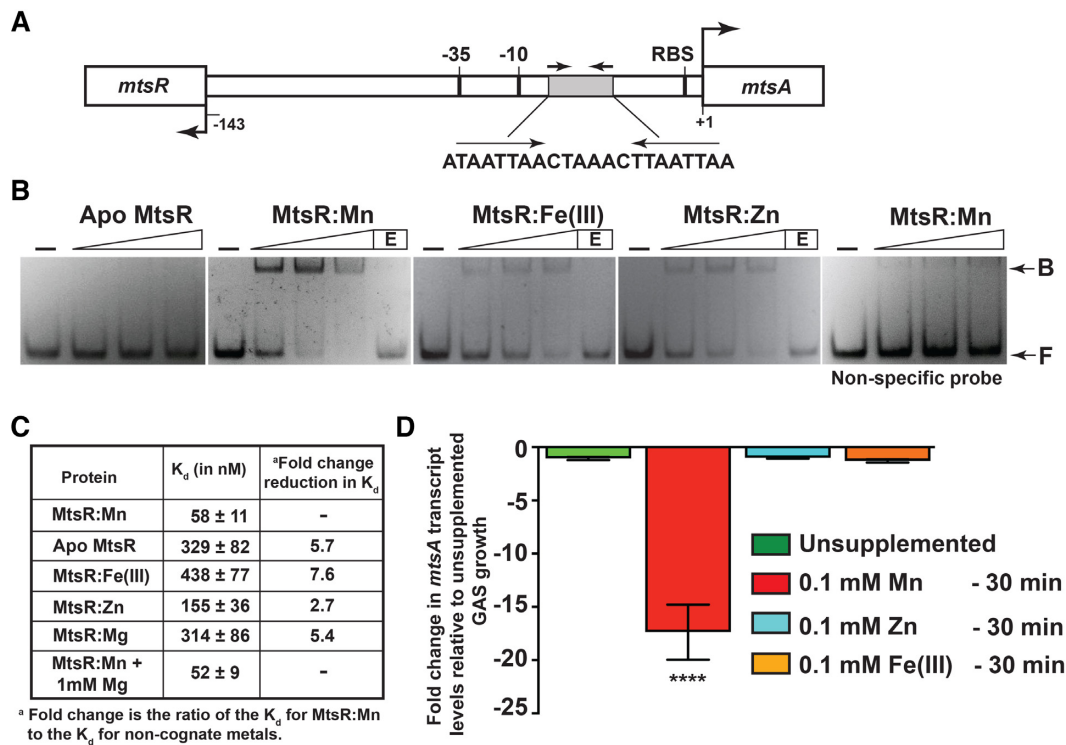 A
-35 -10 RBS
mtsR mtsA
-143 +1
ATAATTAACTAAACTTAATTAA
B
Apo MtsR MtsR:Mn MtsR:Fe(III) MtsR:Zn MtsR:Mn
E E E
B
F
Non-specific probe
C
Protein Kd (in nM) aFold change reduction in Kd
MtsR:Mn 58 ± 11 -
Apo MtsR 329 ± 82 5.7
MtsR:Fe(III) 438 ± 77 7.6
MtsR:Zn 155 ± 36 2.7
MtsR:Mg 314 ± 86 5.4
MtsR:Mn + 1mM Mg 52 ± 9 -
a Fold change is the ratio of the Kd for MtsR:Mn
to the Kd for non-cognate metals.
D
Fold change in mtsA transcript
levels relative to unsupplemented
GAS growth
0
-5
-10
-15
-20
-25
****
Unsupplemented
0.1 mM Mn - 30 min
0.1 mM Zn - 30 min
0.1 mM Fe(III) - 30 min